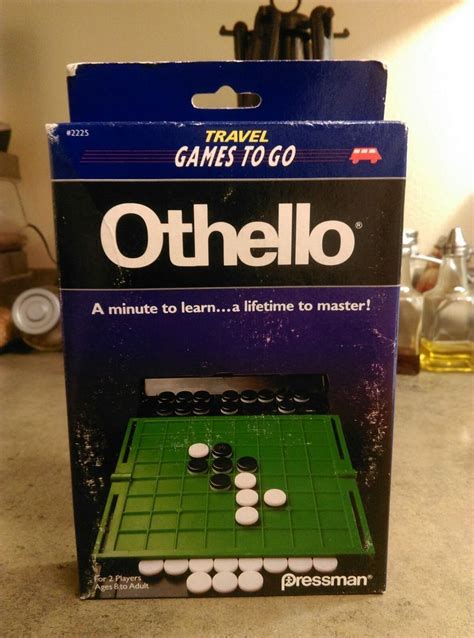 #2225
TRAVEL
GAMES TO GO
Othello®
A minute to learn...a lifetime to master!
For 2 Players
Ages 8 to Adult
Pressman®